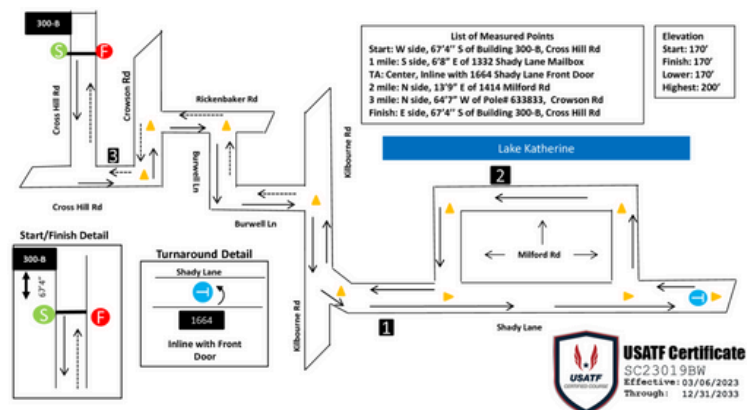 300-B
S
F
Cross Hill Rd
Crowson Rd
Rickenbaker Rd
3
Cross Hill Rd
Burwell Ln
Burwell Ln
Kilbourne Rd
Kilbourne Rd
List of Measured Points
Start: W side, 67'4'' S of Building 300-B, Cross Hill Rd
1 mile: S side, 6'8" E of 1332 Shady Lane Mailbox
TA: Center, Inline with 1664 Shady Lane Front Door
2 mile: N side, 13'9" E of 1414 Milford Rd
3 mile: N side, 64'7" W of Pole# 633833, Crowson Rd
Finish: E side, 67'4'' S of Building 300-B, Cross Hill Rd
Elevation
Start: 170'
Finish: 170'
Lower: 170'
Highest: 200'
Lake Katherine
2
Milford Rd
T
1
Shady Lane
Start/Finish Detail
300-B
67'4"
S
F
Turnaround Detail
Shady Lane
T
1664
Inline with Front
Door
USATF
CERTIFIED COURSE
USATF Certificate
SC23019BW
Effective: 03/06/2023
Through: 12/31/2033